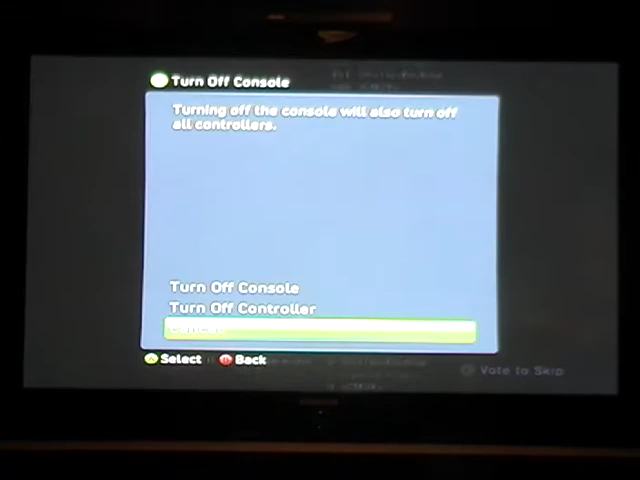 Turn Off Console
Turning off the console will also turn off
all controllers.
Turn Off Console
Turn Off Controller
Cancel
A Select B Back
Vote to Skip